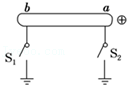 b a ⊕
S₁ S₂